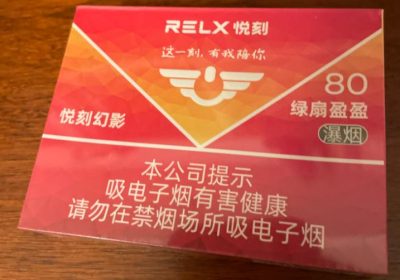 RELX 悦刻
这一刻，有我陪你
80
绿扇盈盈
瀑烟
悦刻幻影
本公司提示
吸电子烟有害健康
请勿在禁烟场所吸电子烟